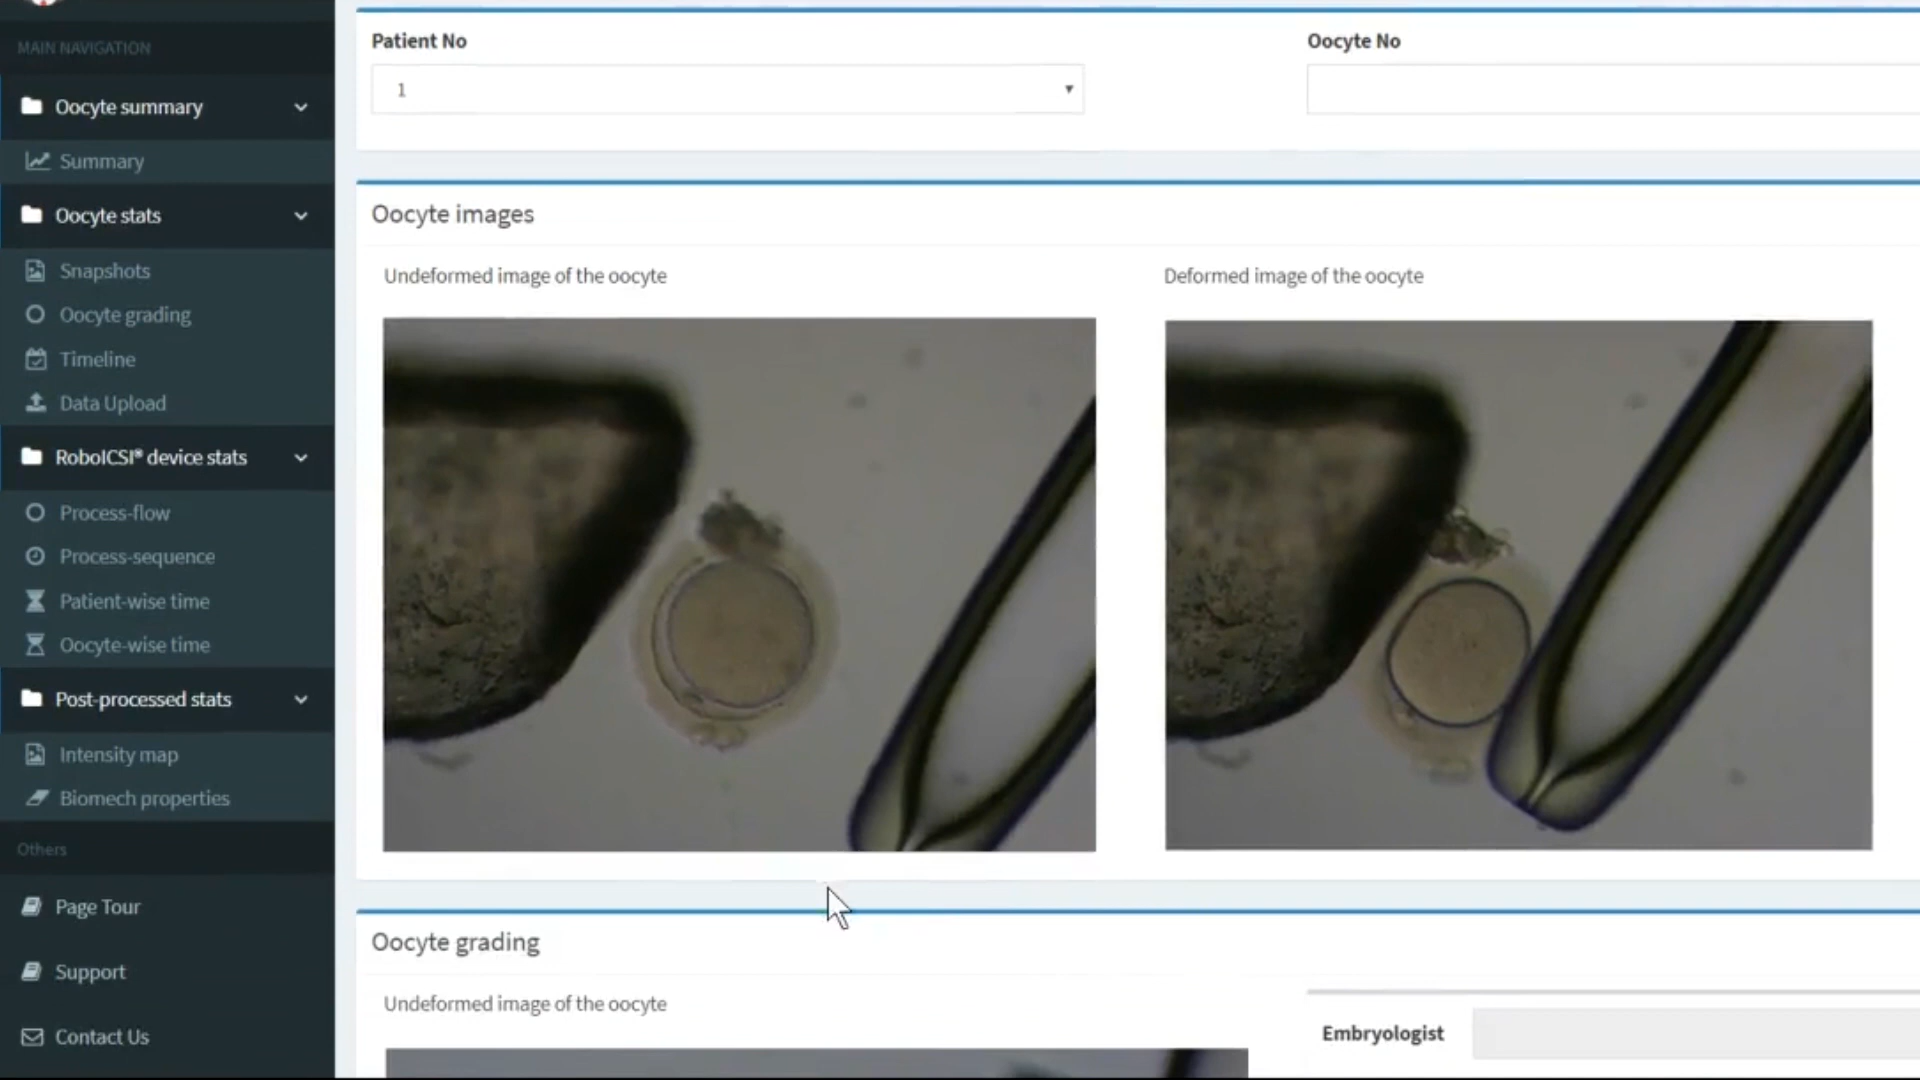 MAIN NAVIGATION
Oocyte summary
Summary
Oocyte stats
Snapshots
Oocyte grading
Timeline
Data Upload
RoboICSI® device stats
Process-flow
Process-sequence
Patient-wise time
Oocyte-wise time
Post-processed stats
Intensity map
Biomech properties
Others
Page Tour
Support
Contact Us
Patient No
1
Oocyte No
Oocyte images
Undeformed image of the oocyte
Deformed image of the oocyte
Oocyte grading
Undeformed image of the oocyte
Embryologist